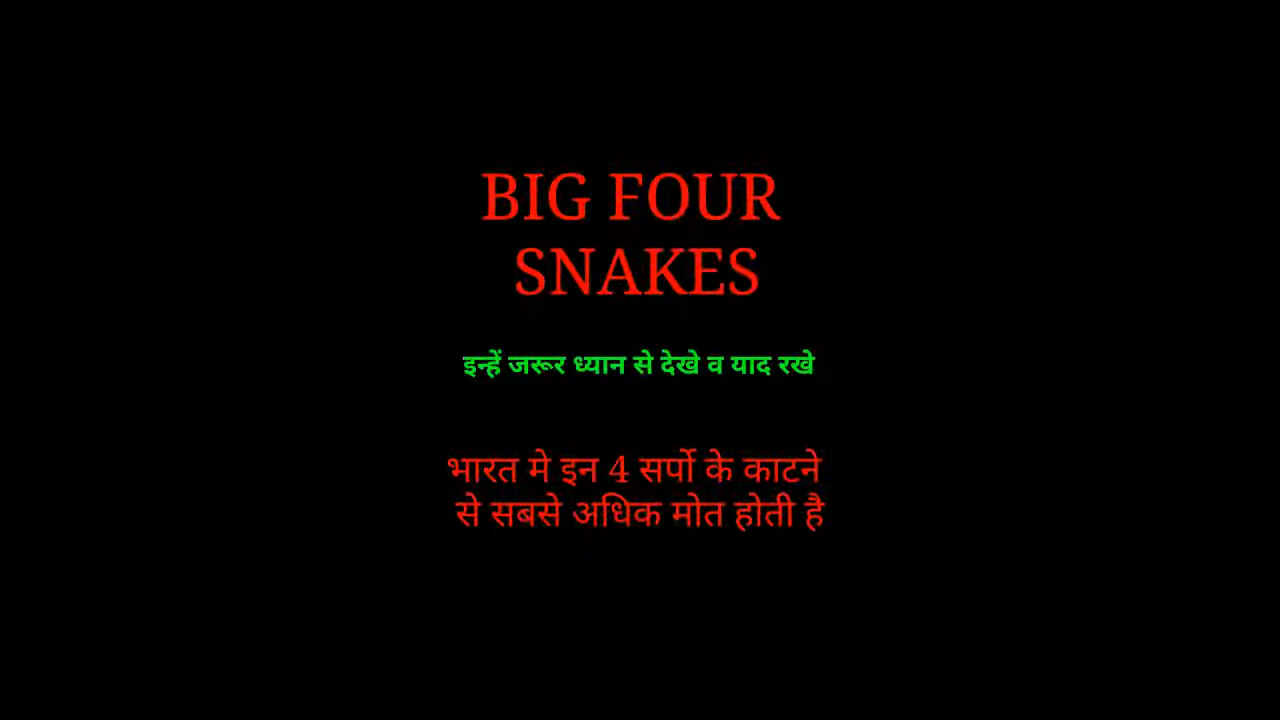 BIG FOUR
SNAKES
इन्हें जरूर ध्यान से देखे व याद रखे
भारत मे इन 4 सर्पो के काटने
से सबसे अधिक मोत होती है